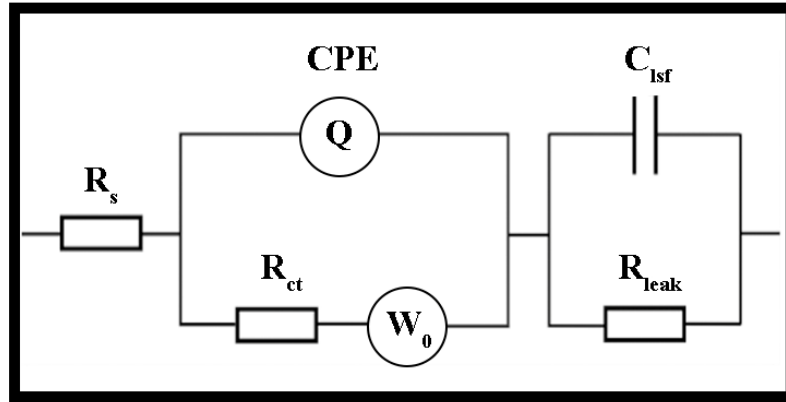 CPE
C_lsf
Q
R_s
R_ct
R_leak
W_0